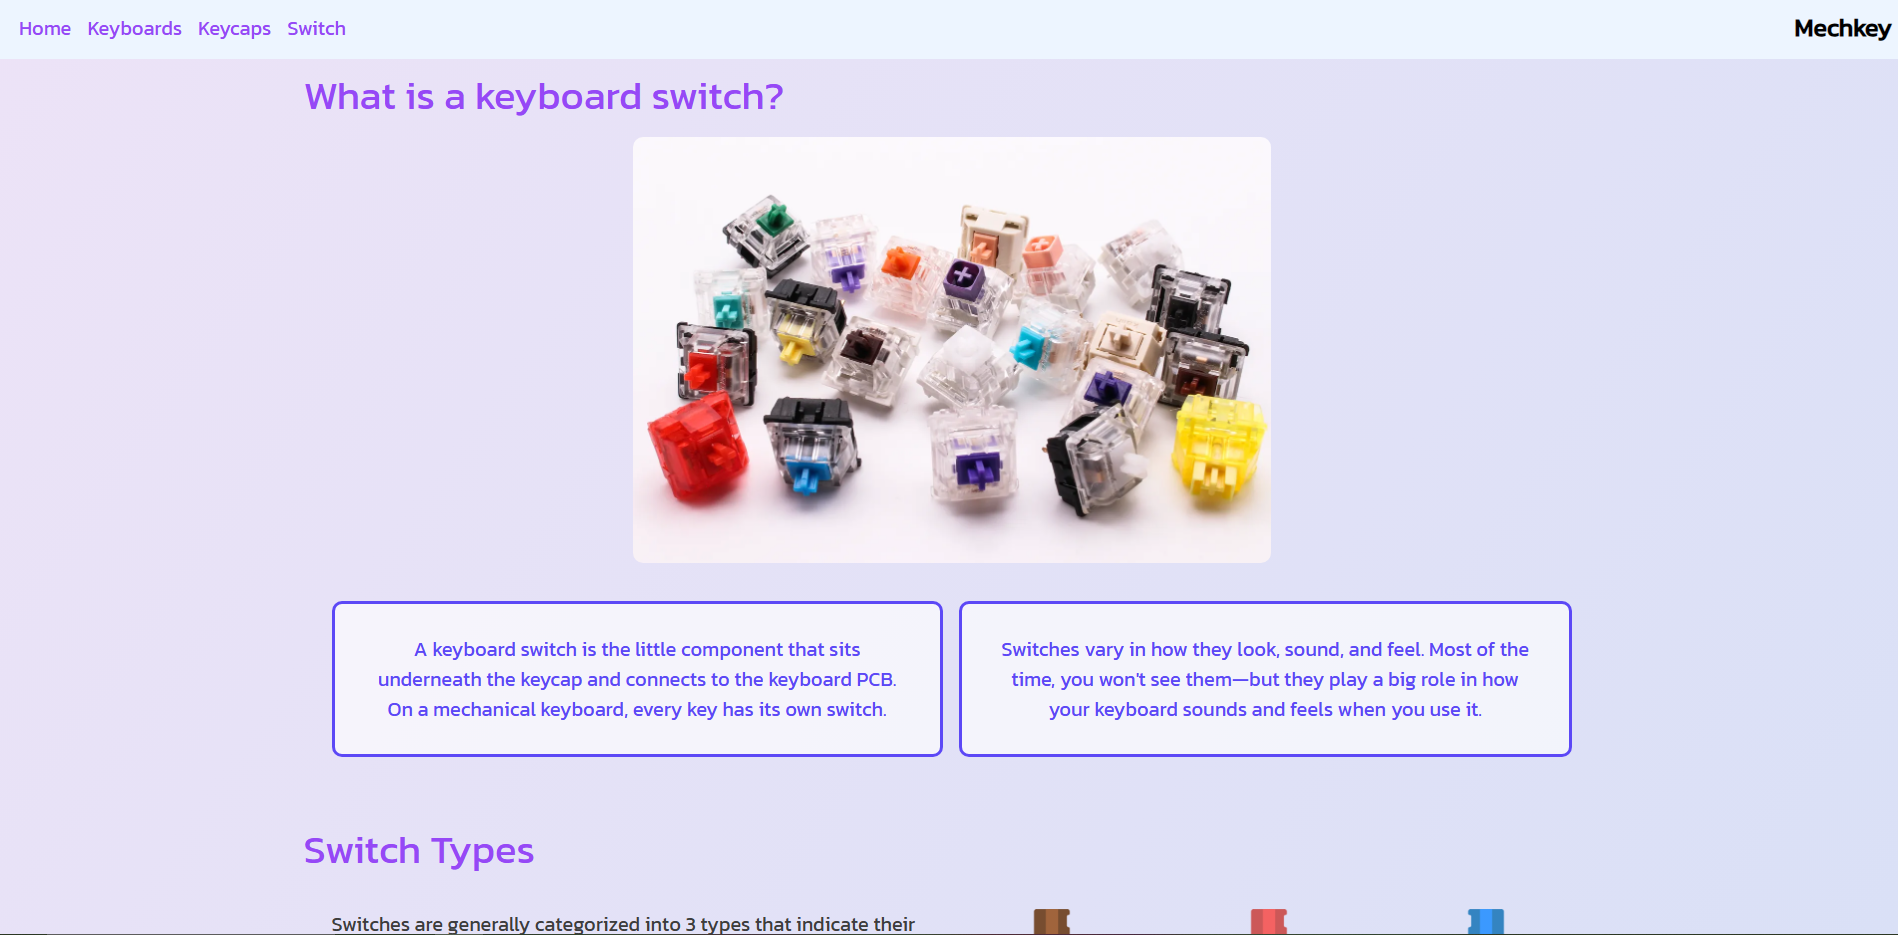 Home Keyboards Keycaps Switch Mechkey
What is a keyboard switch?
A keyboard switch is the little component that sits
underneath the keycap and connects to the keyboard PCB.
On a mechanical keyboard, every key has its own switch.
Switches vary in how they look, sound, and feel. Most of the
time, you won't see them—but they play a big role in how
your keyboard sounds and feels when you use it.
Switch Types
Switches are generally categorized into 3 types that indicate their